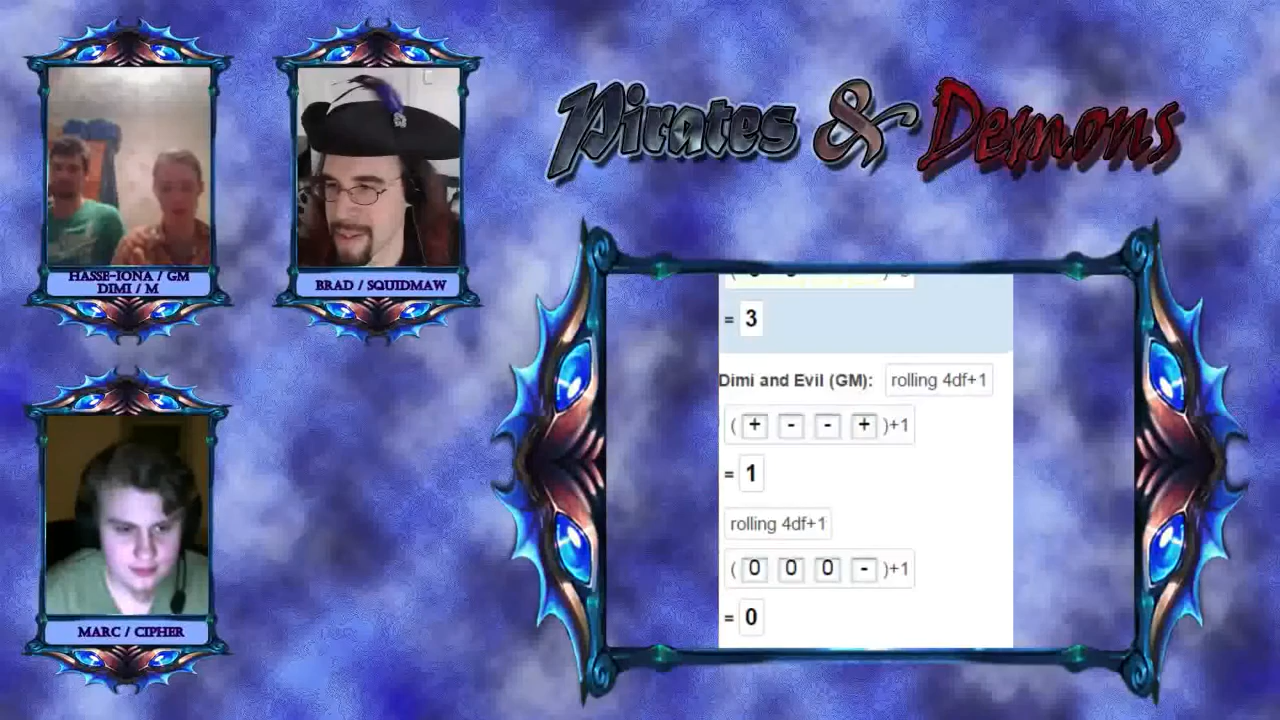 Pirates & Demons
HASSE-IONA / GM
DIMI / M
BRAD / SQUIDMAW
MARC / CIPHER
= 3
Dimi and Evil (GM): rolling 4df+1
( + - - + )+1
= 1
rolling 4df+1
( 0 0 0 - )+1
= 0